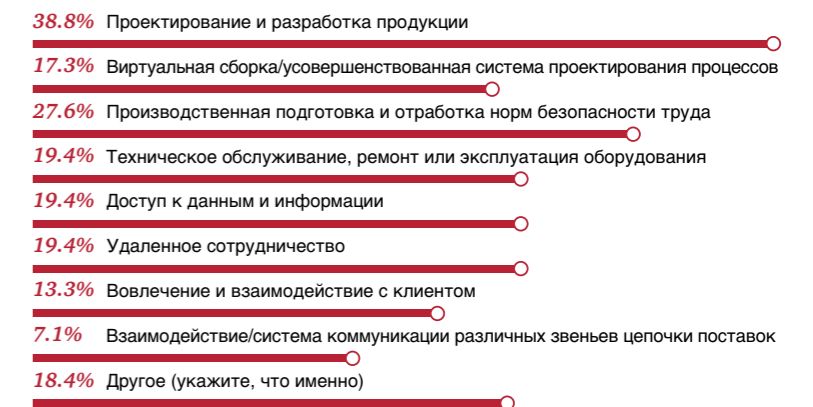 38.8% Проектирование и разработка продукции
17.3% Виртуальная сборка/усовершенствованная система проектирования процессов
27.6% Производственная подготовка и отработка норм безопасности труда
19.4% Техническое обслуживание, ремонт или эксплуатация оборудования
19.4% Доступ к данным и информации
19.4% Удаленное сотрудничество
13.3% Вовлечение и взаимодействие с клиентом
7.1% Взаимодействие/система коммуникации различных звеньев цепочки поставок
18.4% Другое (укажите, что именно)